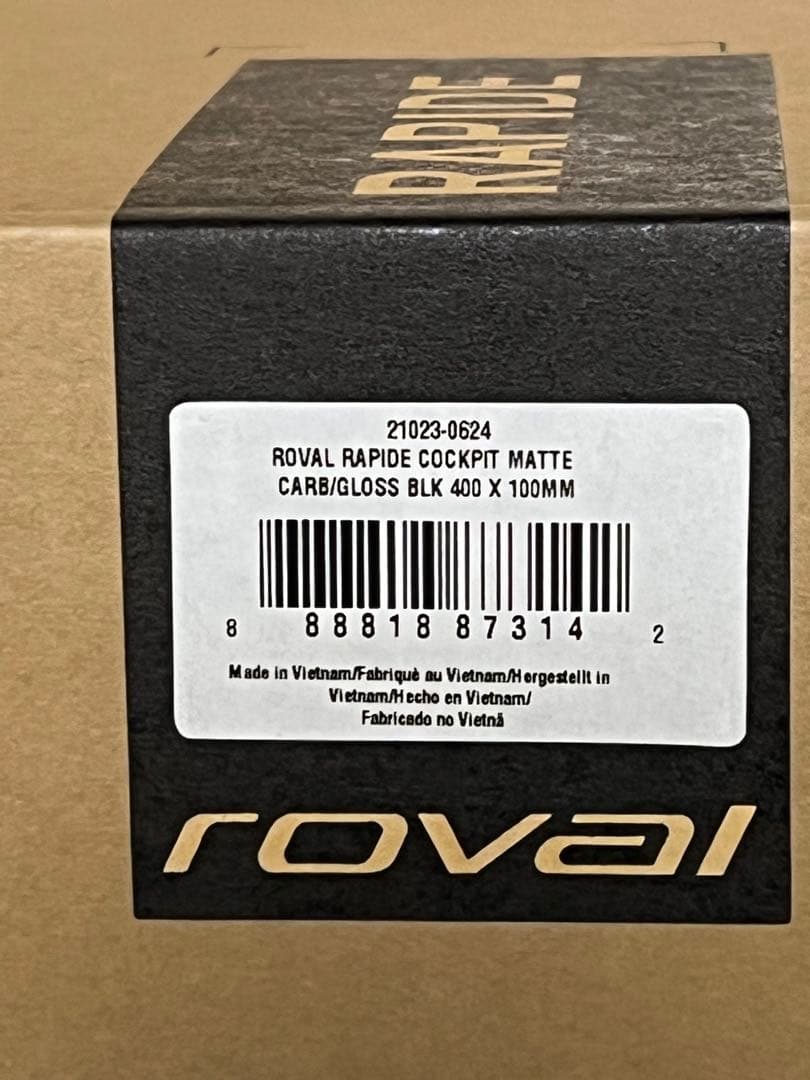 RAPIDE
21023-0624
ROVAL RAPIDE COCKPIT MATTE
CARB/GLOSS BLK 400 X 100MM
8 88818 87314 2
Made in Vietnam/Fabriquè au Vietnam/Hergestellt in
Vietnam/Hecho en Vietnam/
Fabricado no Vietnã
roval